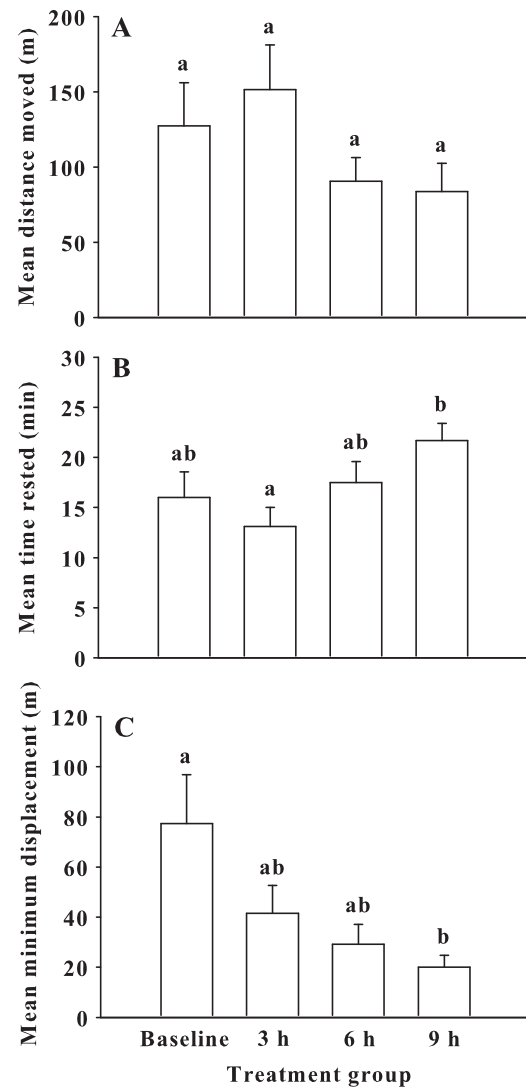 A
Mean distance moved (m)
200
150
100
50
0
a
a
a
a
B
Mean time rested (min)
30
25
20
15
10
5
0
ab
a
ab
b
C
Mean minimum displacement (m)
120
100
80
60
40
20
0
a
ab
ab
b
Baseline 3 h 6 h 9 h
Treatment group